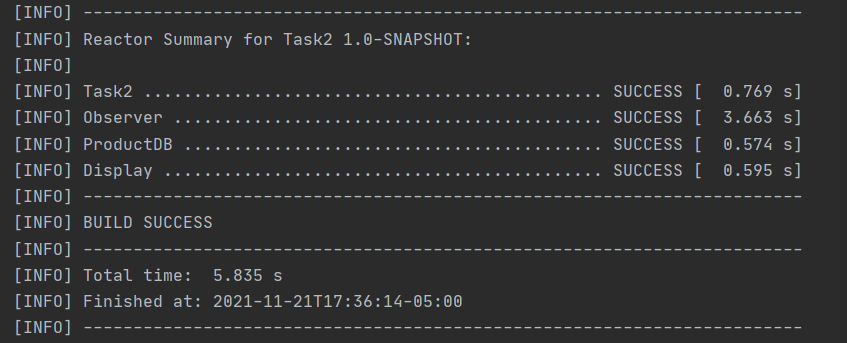 [INFO] ------------------------------------------------------------------------
[INFO] Reactor Summary for Task2 1.0-SNAPSHOT:
[INFO]
[INFO] Task2 .............................................. SUCCESS [  0.769 s]
[INFO] Observer ........................................... SUCCESS [  3.663 s]
[INFO] ProductDB .......................................... SUCCESS [  0.574 s]
[INFO] Display ............................................ SUCCESS [  0.595 s]
[INFO] ------------------------------------------------------------------------
[INFO] BUILD SUCCESS
[INFO] ------------------------------------------------------------------------
[INFO] Total time:  5.835 s
[INFO] Finished at: 2021-11-21T17:36:14-05:00
[INFO] ------------------------------------------------------------------------